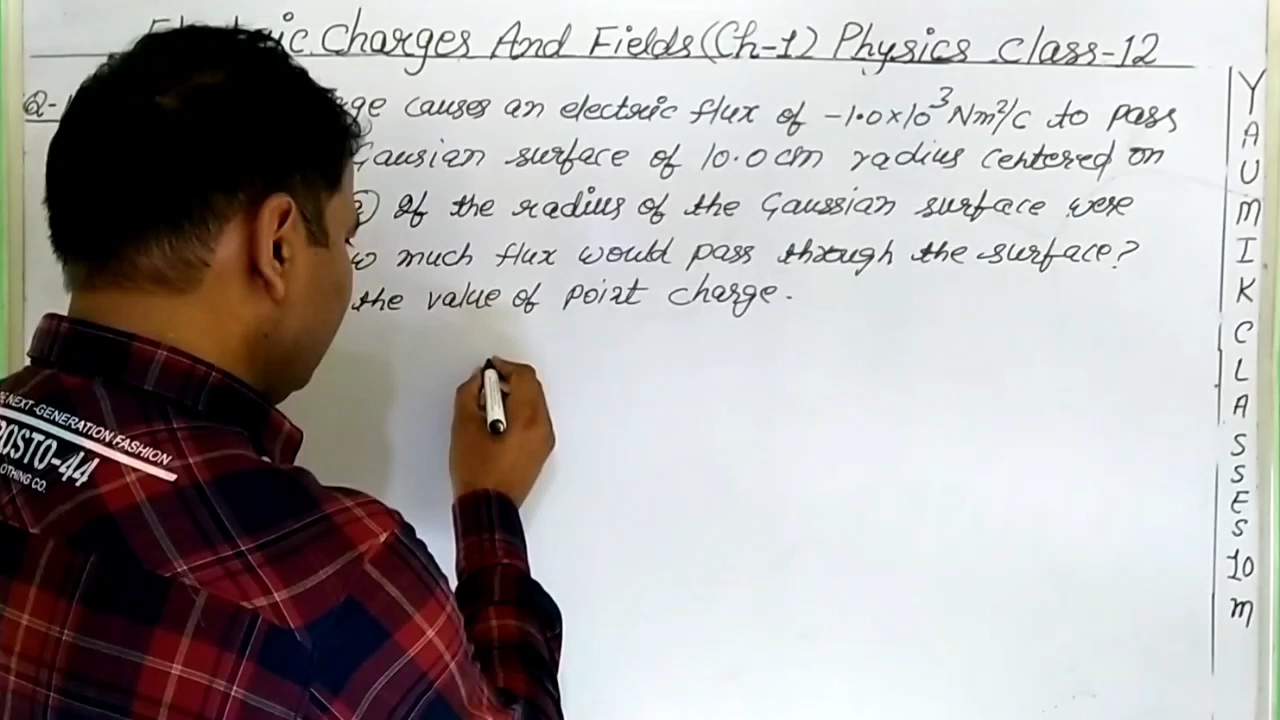 Electric Charges And Fields (Ch-1) Physics Class-12
Q-1 causes an electric flux of -1.0×10³ Nm²/C to pass
Gausian surface of 10.0 cm radius centered on
If the radius of the Gaussian surface were
much flux would pass through the surface?
the value of point charge.
YAUMIK CLASSES 10 M
NEXT-GENERATION FASHION
OSTO-44
OTHING CO.